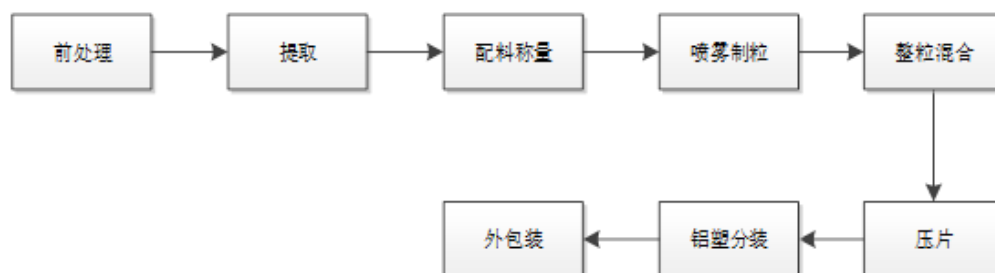 前处理
提取
配料称量
喷雾制粒
整粒混合
压片
铝塑分装
外包装